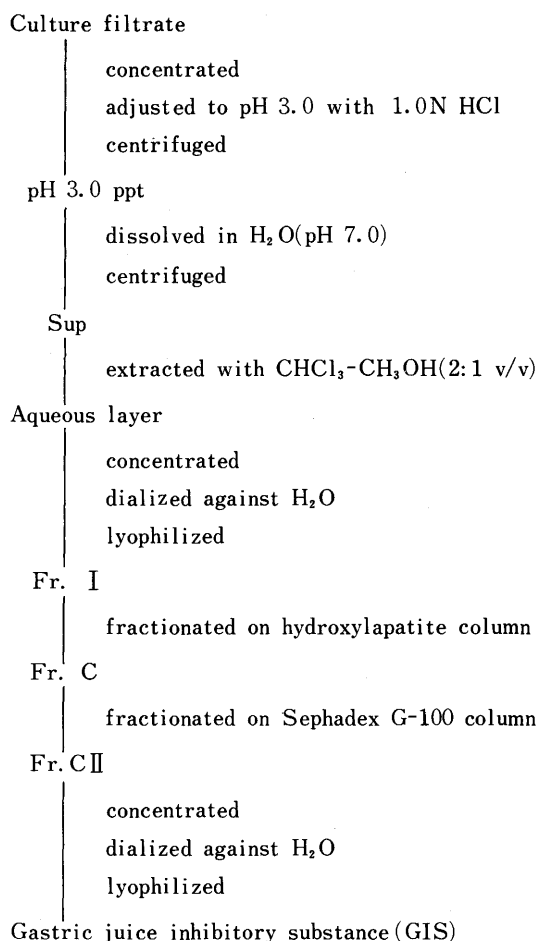 Culture filtrate
concentrated
adjusted to pH 3.0 with 1.0N HCl
centrifuged
pH 3.0 ppt
dissolved in H₂O(pH 7.0)
centrifuged
Sup
extracted with CHCl₃-CH₃OH(2:1 v/v)
Aqueous layer
concentrated
dialized against H₂O
lyophilized
Fr. Ⅰ
fractionated on hydroxylapatite column
Fr. C
fractionated on Sephadex G-100 column
Fr. CⅡ
concentrated
dialized against H₂O
lyophilized
Gastric juice inhibitory substance(GIS)